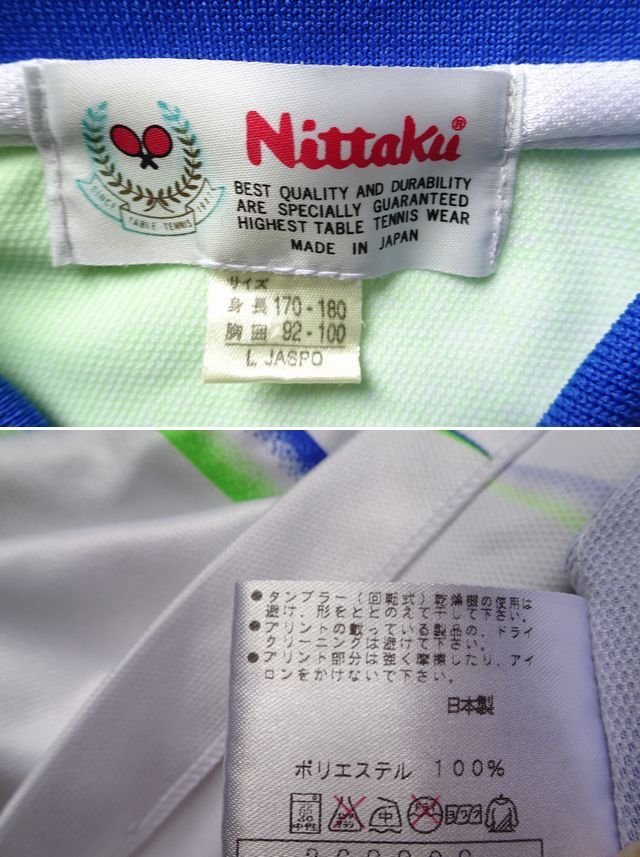 Nittaku®
BEST QUALITY AND DURABILITY
ARE SPECIALLY GUARANTEED
HIGHEST TABLE TENNIS WEAR
MADE IN JAPAN
SINCE TABLE TENNIS
サイズ
身長 170-180
胸囲 92-100
L JASPO
●タンブラー(回転式)乾燥機の使用は
避け、形をととのえて干して下さい。
●プリントの載っている製品の、ドライ
クリーニングは避けて下さい。
●プリント部分は強く摩擦したり、アイ
ロンをかけないで下さい。
日本製
ポリエステル 100%
中